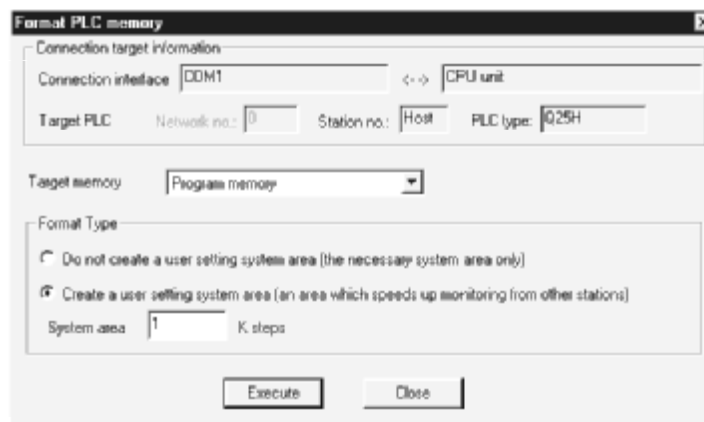 Format PLC memory
Connection target information
Connection interface COM1 <--> CPU unit
Target PLC Network no.: 0 Station no.: Host PLC type: Q25H
Target memory Program memory
Format Type
Do not create a user setting system area (the necessary system area only)
Create a user setting system area (an area which speeds up monitoring from other stations)
System area 1 K steps
Execute Close